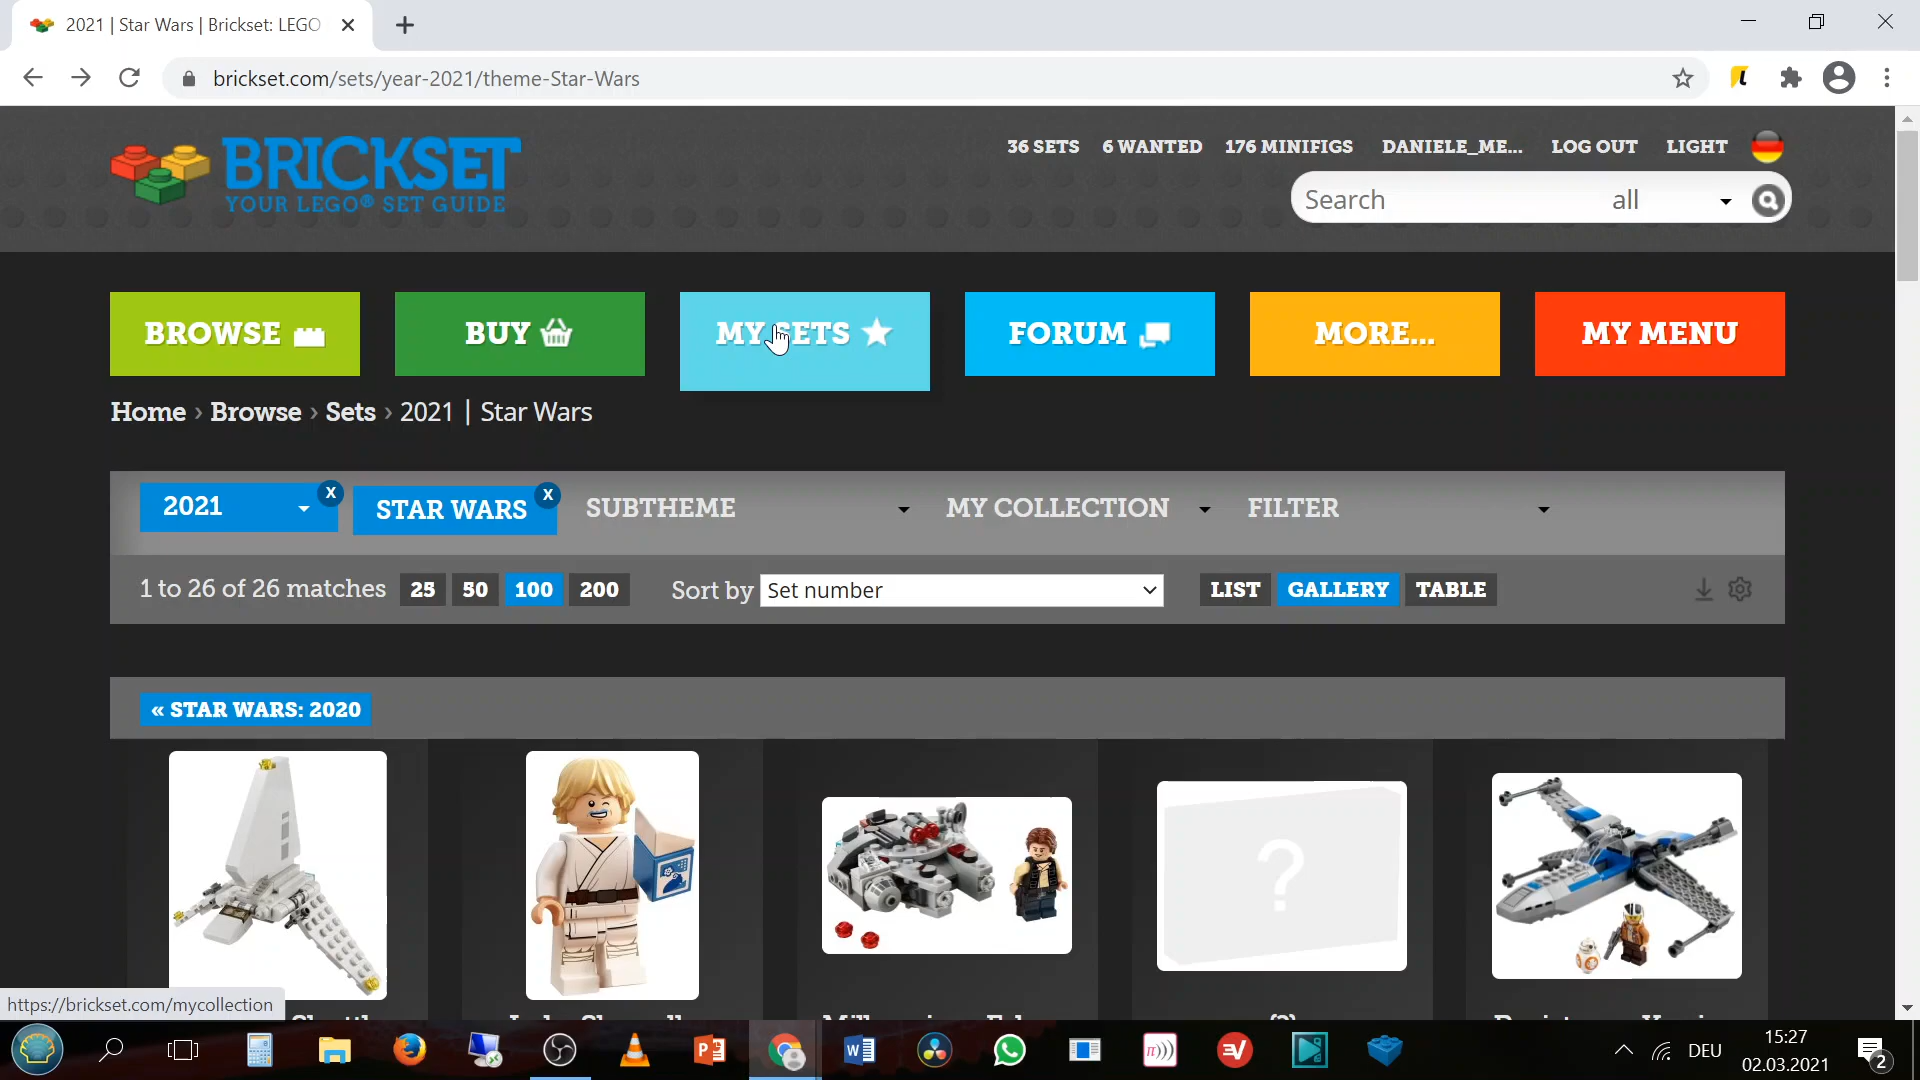 2021 | Star Wars | Brickset: LEGO
brickset.com/sets/year-2021/theme-Star-Wars
BRICKSET
YOUR LEGO® SET GUIDE
36 SETS 6 WANTED 176 MINIFIGS DANIELE_ME... LOG OUT LIGHT
Search all
BROWSE BUY MY SETS FORUM MORE... MY MENU
Home › Browse › Sets › 2021 | Star Wars
2021 X STAR WARS X SUBTHEME MY COLLECTION FILTER
1 to 26 of 26 matches 25 50 100 200 Sort by Set number LIST GALLERY TABLE
« STAR WARS: 2020
?
https://brickset.com/mycollection
DEU
15:27
02.03.2021
2